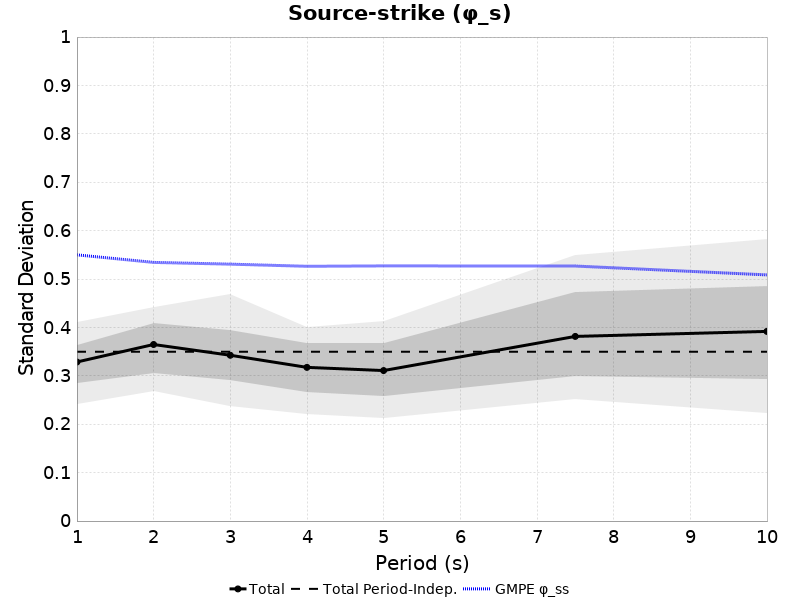 Source-strike (φ_s)
Standard Deviation
1
0.9
0.8
0.7
0.6
0.5
0.4
0.3
0.2
0.1
0
1 2 3 4 5 6 7 8 9 10
Period (s)
Total Total Period-Indep. GMPE φ_ss